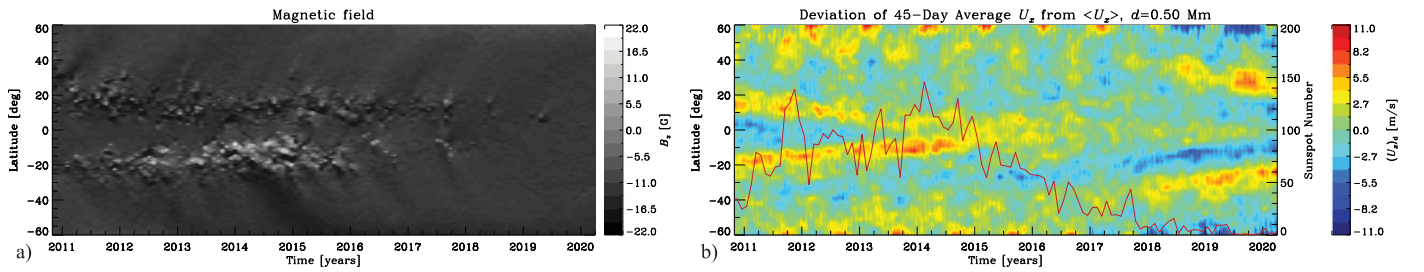 Magnetic field
60
40
20
0
−20
−40
−60
Latitude [deg]
2011 2012 2013 2014 2015 2016 2017 2018 2019 2020
Time [years]
a)
22.0
16.5
11.0
5.5
0.0
−5.5
−11.0
−16.5
−22.0
Bz [G]
Deviation of 45−Day Average Ux from <Ux>, d=0.50 Mm
60
40
20
0
−20
−40
−60
Latitude [deg]
2011 2012 2013 2014 2015 2016 2017 2018 2019 2020
Time [years]
b)
200
150
100
50
0
Sunspot Number
11.0
8.2
5.5
2.7
0.0
−2.7
−5.5
−8.2
−11.0
[m/s]